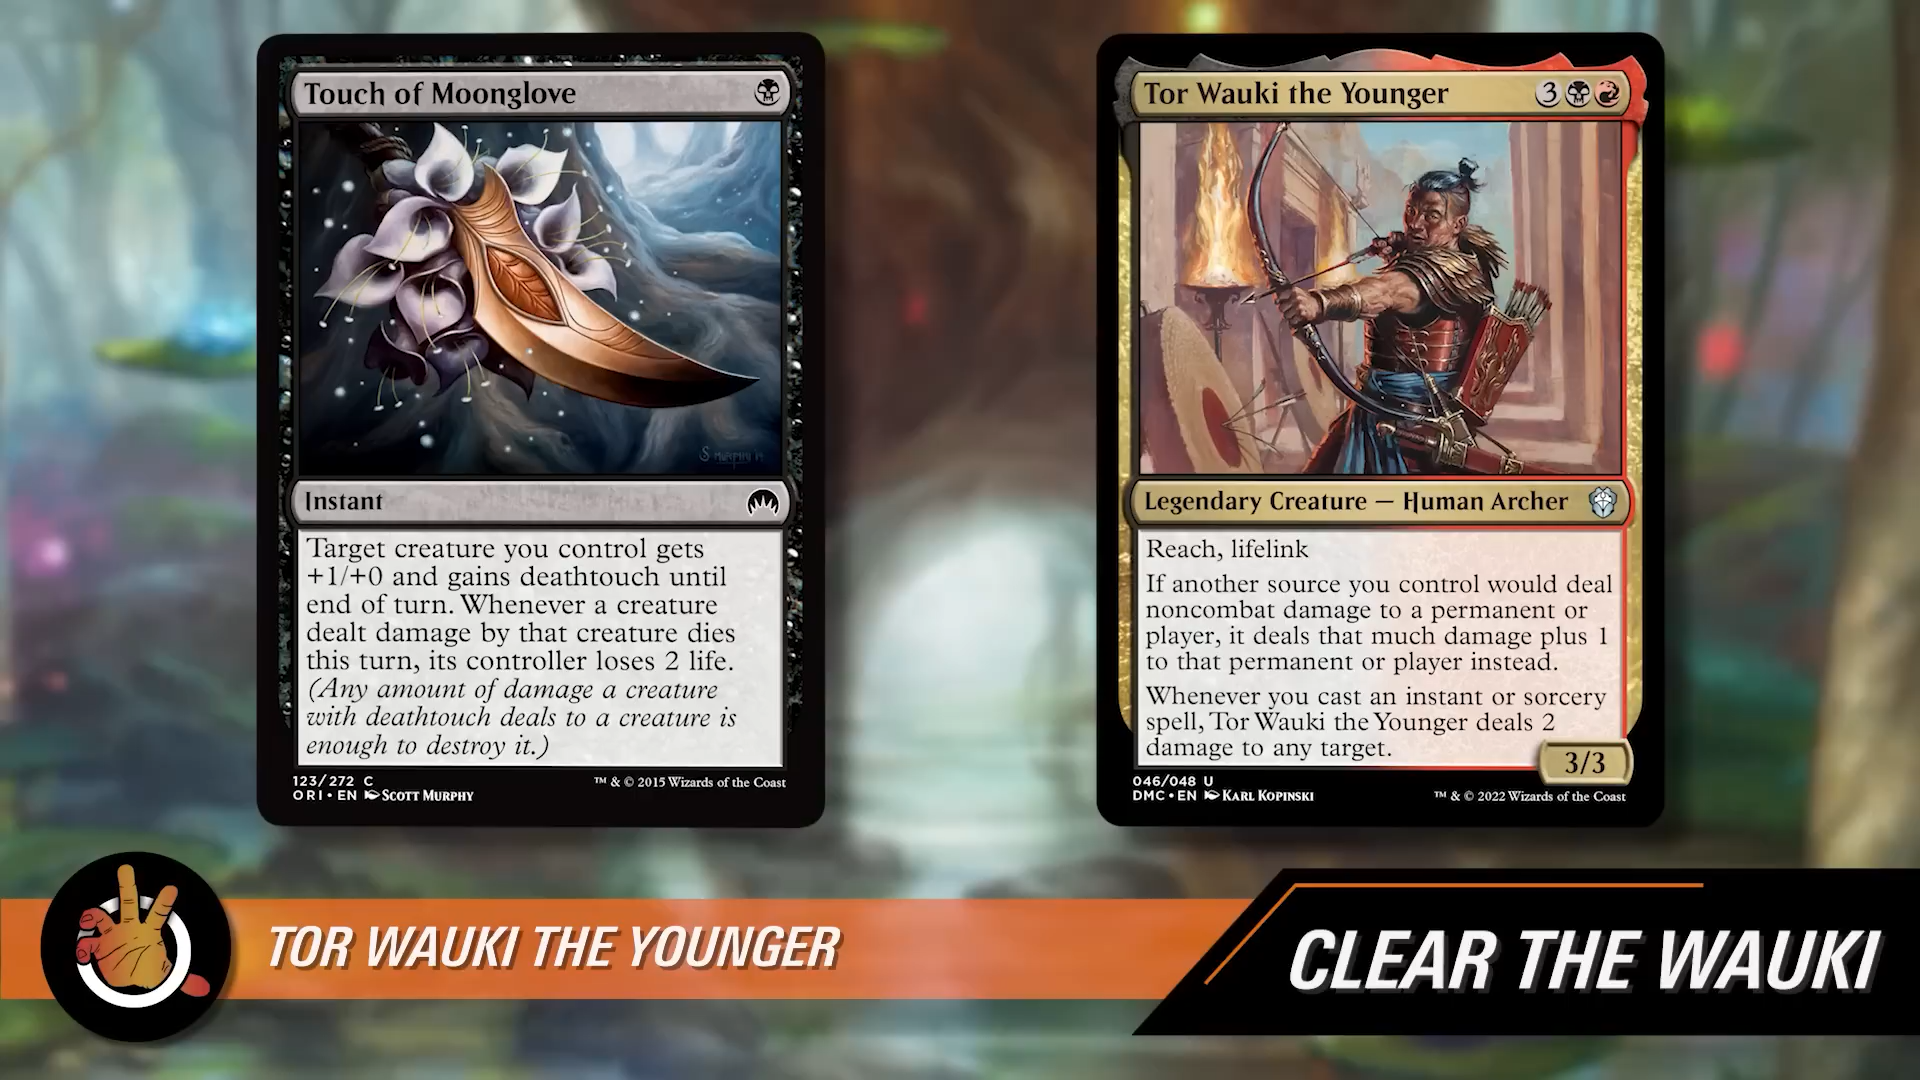 Touch of Moonglove
Instant
Target creature you control gets
+1/+0 and gains deathtouch until
end of turn. Whenever a creature
dealt damage by that creature dies
this turn, its controller loses 2 life.
(Any amount of damage a creature
with deathtouch deals to a creature is
enough to destroy it.)
123/272 C
ORI • EN Scott Murphy
™ & © 2015 Wizards of the Coast
Tor Wauki the Younger 3
Legendary Creature — Human Archer
Reach, lifelink
If another source you control would deal
noncombat damage to a permanent or
player, it deals that much damage plus 1
to that permanent or player instead.
Whenever you cast an instant or sorcery
spell, Tor Wauki the Younger deals 2
damage to any target.
3/3
046/048 U
DMC • EN Karl Kopinski
™ & © 2022 Wizards of the Coast
TOR WAUKI THE YOUNGER
CLEAR THE WAUKI